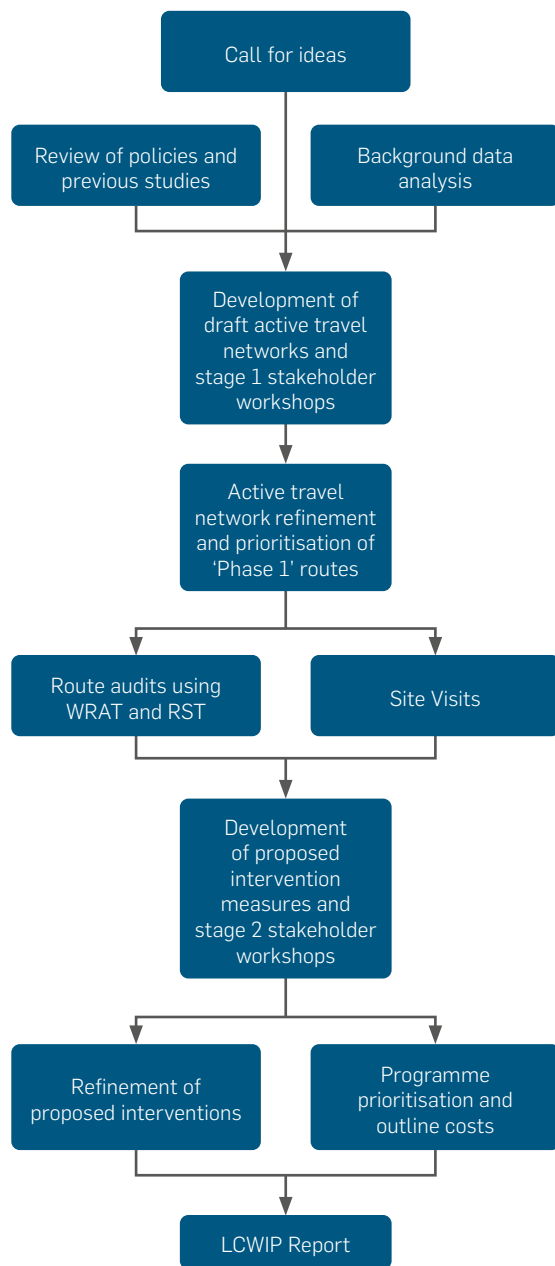 Call for ideas
Review of policies and
previous studies
Background data
analysis
Development of
draft active travel
networks and
stage 1 stakeholder
workshops
Active travel
network refinement
and prioritisation of
‘Phase 1’ routes
Route audits using
WRAT and RST
Site Visits
Development
of proposed
intervention
measures and
stage 2 stakeholder
workshops
Refinement of
proposed interventions
Programme
prioritisation and
outline costs
LCWIP Report